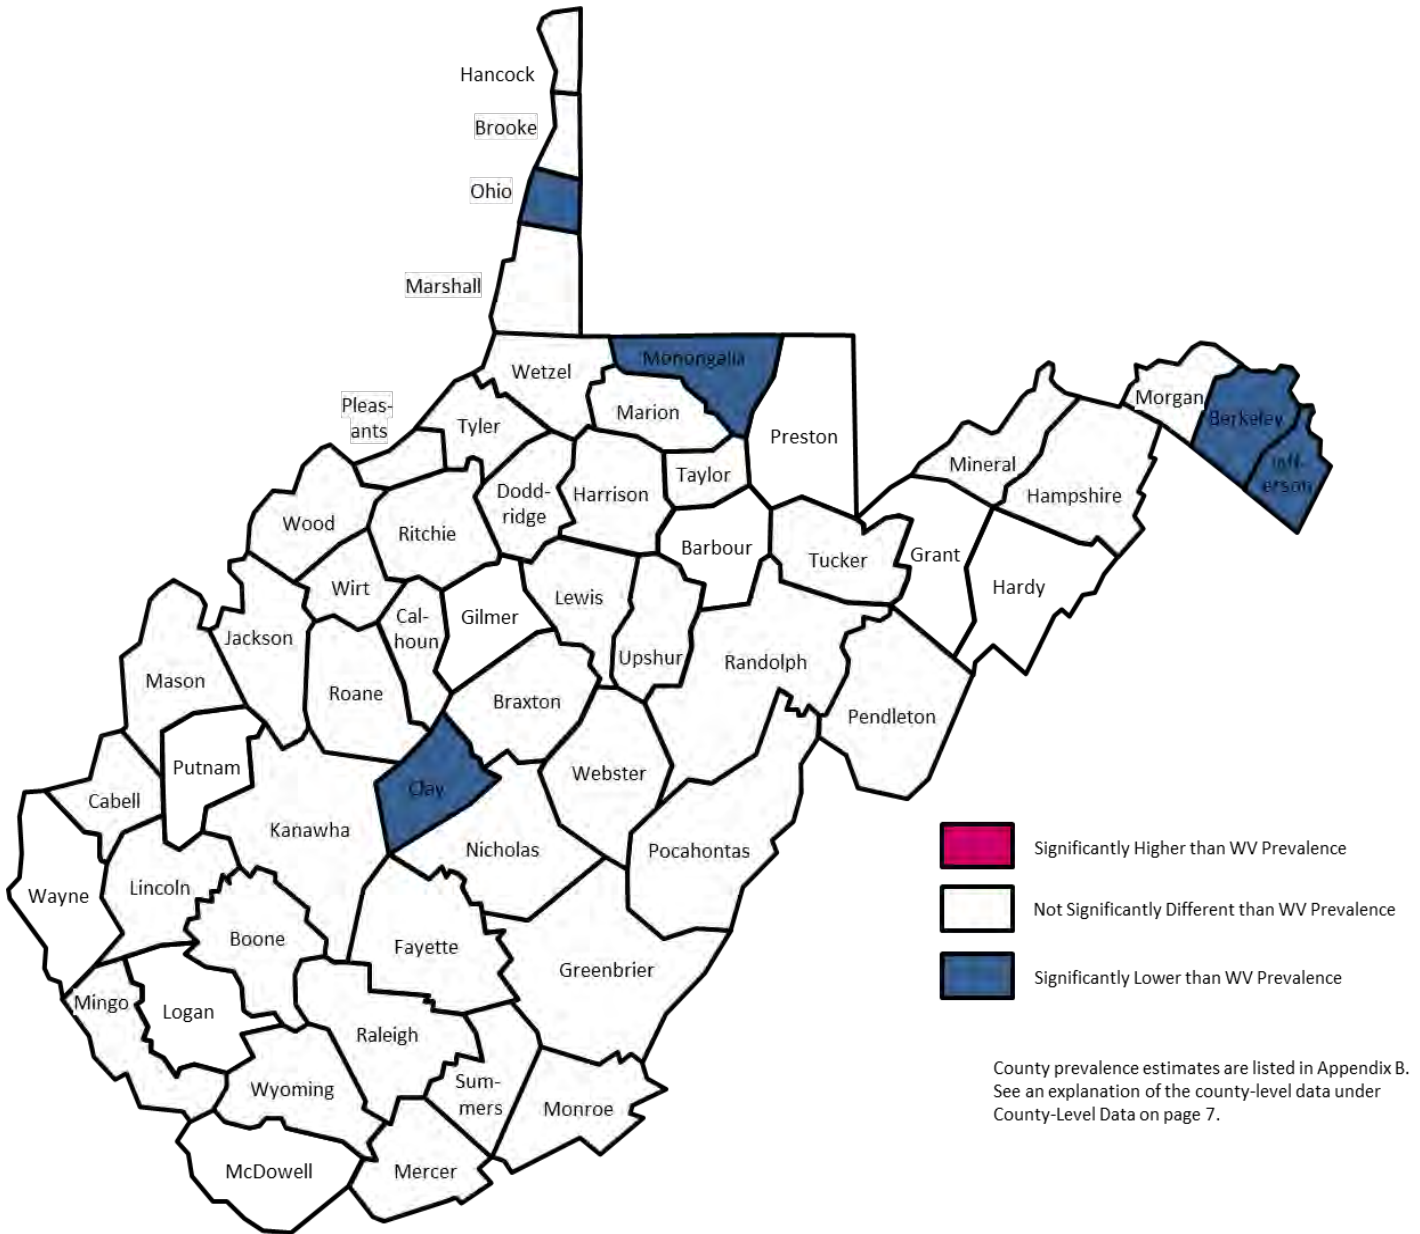 Hancock
Brooke
Ohio
Marshall
Wetzel
Monongalia
Marion
Preston
Pleas-
ants
Tyler
Morgan
Berkeley
Jeff-
erson
Mineral
Hampshire
Wood
Ritchie
Dodd-
ridge
Harrison
Taylor
Barbour
Tucker
Grant
Hardy
Wirt
Cal-
houn
Gilmer
Lewis
Upshur
Randolph
Pendleton
Jackson
Mason
Roane
Braxton
Putnam
Cabell
Kanawha
Clay
Webster
Nicholas
Pocahontas
Wayne
Lincoln
Boone
Fayette
Greenbrier
Mingo
Logan
Raleigh
Wyoming
Sum-
mers
Monroe
McDowell
Mercer
Significantly Higher than WV Prevalence
Not Significantly Different than WV Prevalence
Significantly Lower than WV Prevalence
County prevalence estimates are listed in Appendix B.
See an explanation of the county-level data under
County-Level Data on page 7.